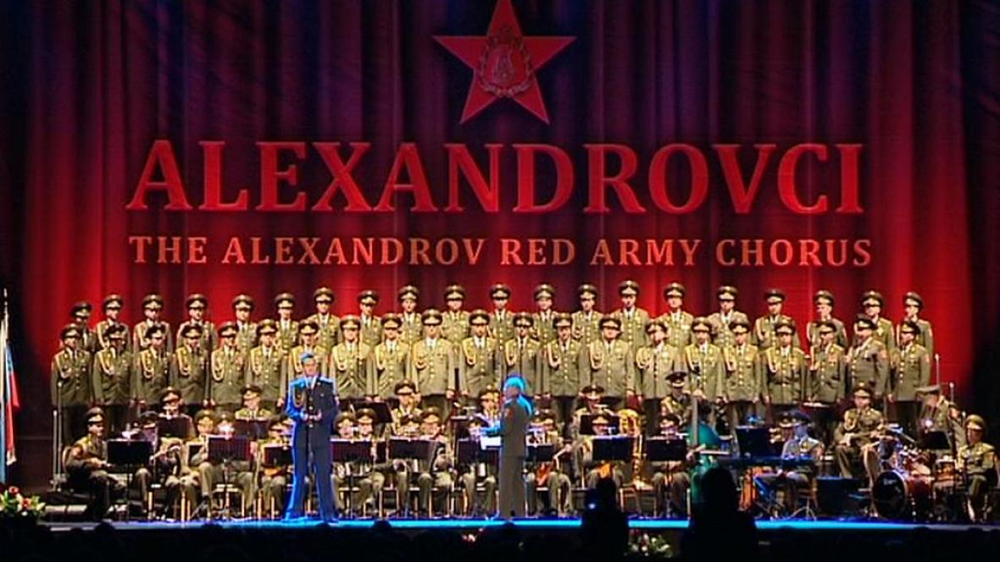 ALEXANDROVCI
THE ALEXANDROV RED ARMY CHORUS